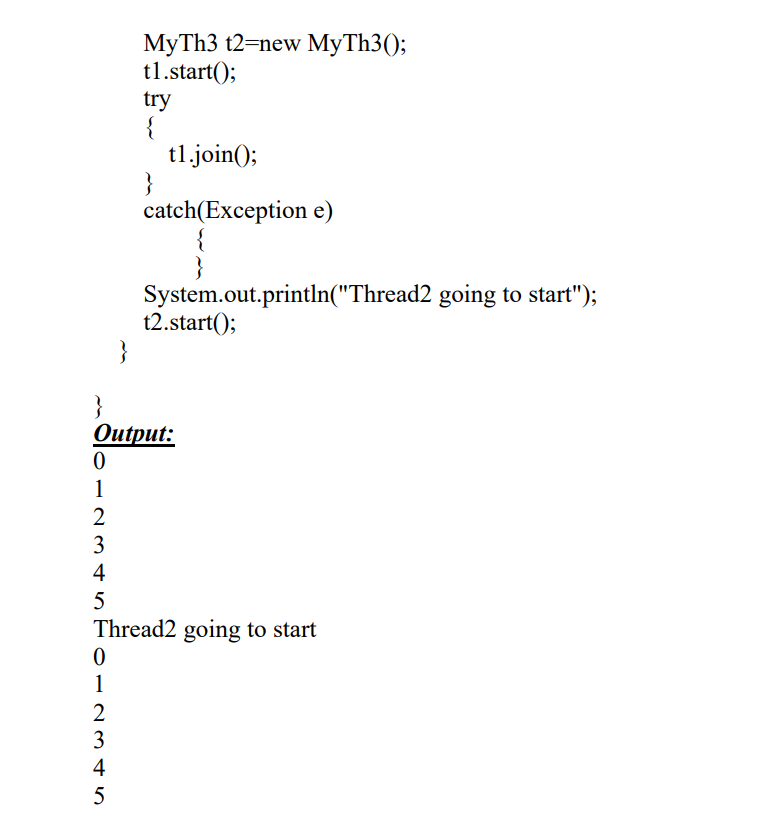 MyTh3 t2=new MyTh3();
t1.start();
try
{
t1.join();
}
catch(Exception e)
{
}
System.out.println("Thread2 going to start");
t2.start();
}
}
Output:
0
1
2
3
4
5
Thread2 going to start
0
1
2
3
4
5